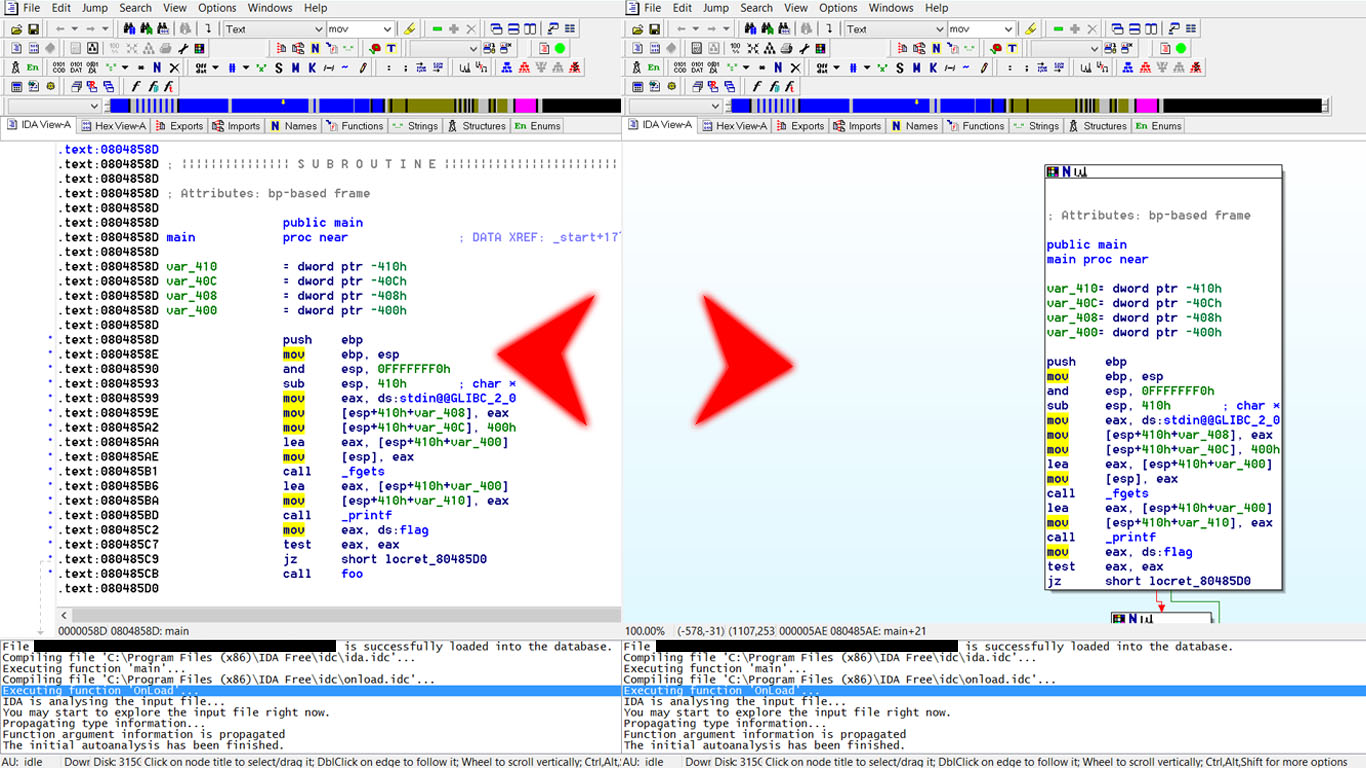 File Edit Jump Search View Options Windows Help
Text mov
IDA View-A Hex View-A Exports Imports N Names Functions Strings Structures En Enums
.text:0804858D
.text:0804858D ; ¦¦¦¦¦¦¦¦¦¦¦¦¦¦¦ S U B R O U T I N E ¦¦¦¦¦¦¦¦¦¦¦¦¦¦¦¦¦¦¦¦¦¦¦¦
.text:0804858D
.text:0804858D ; Attributes: bp-based frame
.text:0804858D
.text:0804858D public main
.text:0804858D main proc near ; DATA XREF: _start+17
.text:0804858D
.text:0804858D var_410 = dword ptr -410h
.text:0804858D var_40C = dword ptr -40Ch
.text:0804858D var_408 = dword ptr -408h
.text:0804858D var_400 = dword ptr -400h
.text:0804858D
.text:0804858D push ebp
.text:0804858E mov ebp, esp
.text:08048590 and esp, 0FFFFFFF0h
.text:08048593 sub esp, 410h ; char *
.text:08048599 mov eax, ds:stdin@@GLIBC_2_0
.text:0804859E mov [esp+410h+var_408], eax
.text:080485A2 mov [esp+410h+var_40C], 400h
.text:080485AA lea eax, [esp+410h+var_400]
.text:080485AE mov [esp], eax
.text:080485B1 call _fgets
.text:080485B6 lea eax, [esp+410h+var_400]
.text:080485BA mov [esp+410h+var_410], eax
.text:080485BD call _printf
.text:080485C2 mov eax, ds:flag
.text:080485C7 test eax, eax
.text:080485C9 jz short locret_80485D0
.text:080485CB call foo
.text:080485D0
0000058D 0804858D: main
File is successfully loaded into the database.
Compiling file 'C:\Program Files (x86)\IDA Free\idc\ida.idc'...
Executing function 'main'...
Compiling file 'C:\Program Files (x86)\IDA Free\idc\onload.idc'...
Executing function 'OnLoad'...
IDA is analysing the input file...
You may start to explore the input file right now.
Propagating type information...
Function argument information is propagated
The initial autoanalysis has been finished.
AU: idle Down Disk: 315G Click on node title to select/drag it; DblClick on edge to follow it; Wheel to scroll vertically; Ctrl,Alt,
File Edit Jump Search View Options Windows Help
Text mov
IDA View-A Hex View-A Exports Imports N Names Functions Strings Structures En Enums
; Attributes: bp-based frame
public main
main proc near
var_410= dword ptr -410h
var_40C= dword ptr -40Ch
var_408= dword ptr -408h
var_400= dword ptr -400h
push ebp
mov ebp, esp
and esp, 0FFFFFFF0h
sub esp, 410h ; char *
mov eax, ds:stdin@@GLIBC_2_0
mov [esp+410h+var_408], eax
mov [esp+410h+var_40C], 400h
lea eax, [esp+410h+var_400]
mov [esp], eax
call _fgets
lea eax, [esp+410h+var_400]
mov [esp+410h+var_410], eax
call _printf
mov eax, ds:flag
test eax, eax
jz short locret_80485D0
100.00% (-578,-31) (1107,253 000005AE 080485AE: main+21
File is successfully loaded into the database.
Compiling file 'C:\Program Files (x86)\IDA Free\idc\ida.idc'...
Executing function 'main'...
Compiling file 'C:\Program Files (x86)\IDA Free\idc\onload.idc'...
Executing function 'OnLoad'...
IDA is analysing the input file...
You may start to explore the input file right now.
Propagating type information...
Function argument information is propagated
The initial autoanalysis has been finished.
AU: idle Down Disk: 315G Click on node title to select/drag it; DblClick on edge to follow it; Wheel to scroll vertically; Ctrl,Alt,Shift for more options